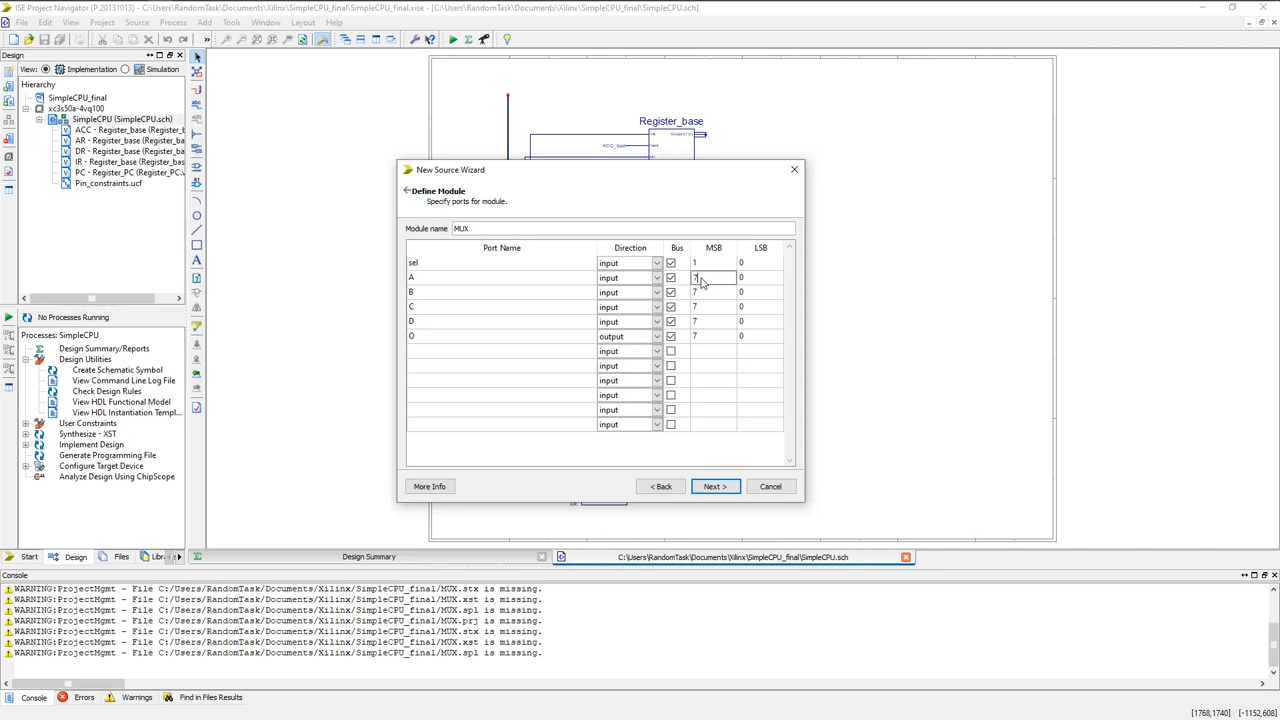 ISE Project Navigator (P.20131013) - C:\Users\RandomTask\Documents\Xilinx\SimpleCPU_final\SimpleCPU_final.xise - [C:\Users\RandomTask\Documents\Xilinx\SimpleCPU_final\SimpleCPU.sch]
File Edit View Project Source Process Add Tools Window Layout Help
Design
View: Implementation Simulation
Hierarchy
SimpleCPU_final
xc3s50a-4vq100
SimpleCPU (SimpleCPU.sch)
ACC - Register_base (Register_b
AR - Register_base (Register_ba
DR - Register_base (Register_ba
IR - Register_base (Register_bas
PC - Register_PC (Register_PC.v
Pin_constraints.ucf
No Processes Running
Processes: SimpleCPU
Design Summary/Reports
Design Utilities
Create Schematic Symbol
View Command Line Log File
Check Design Rules
View HDL Functional Model
View HDL Instantiation Templ...
User Constraints
Synthesize - XST
Implement Design
Generate Programming File
Configure Target Device
Analyze Design Using ChipScope
Start Design Files Libra
Register_base
ACC_load
New Source Wizard
Define Module
Specify ports for module.
Module name MUX
Port Name Direction Bus MSB LSB
sel input 1 0
A input 7 0
B input 7 0
C input 7 0
D input 7 0
O output 7 0
input
input
input
input
input
input
More Info < Back Next > Cancel
AR
Design Summary C:\Users\RandomTask\Documents\Xilinx\SimpleCPU_final\SimpleCPU.sch
Console
WARNING:ProjectMgmt - File C:/Users/RandomTask/Documents/Xilinx/SimpleCPU_final/MUX.stx is missing.
WARNING:ProjectMgmt - File C:/Users/RandomTask/Documents/Xilinx/SimpleCPU_final/MUX.xst is missing.
WARNING:ProjectMgmt - File C:/Users/RandomTask/Documents/Xilinx/SimpleCPU_final/MUX.spl is missing.
WARNING:ProjectMgmt - File C:/Users/RandomTask/Documents/Xilinx/SimpleCPU_final/MUX.prj is missing.
WARNING:ProjectMgmt - File C:/Users/RandomTask/Documents/Xilinx/SimpleCPU_final/MUX.stx is missing.
WARNING:ProjectMgmt - File C:/Users/RandomTask/Documents/Xilinx/SimpleCPU_final/MUX.xst is missing.
WARNING:ProjectMgmt - File C:/Users/RandomTask/Documents/Xilinx/SimpleCPU_final/MUX.spl is missing.
Console Errors Warnings Find in Files Results
[1768,1740] [-1152,608]